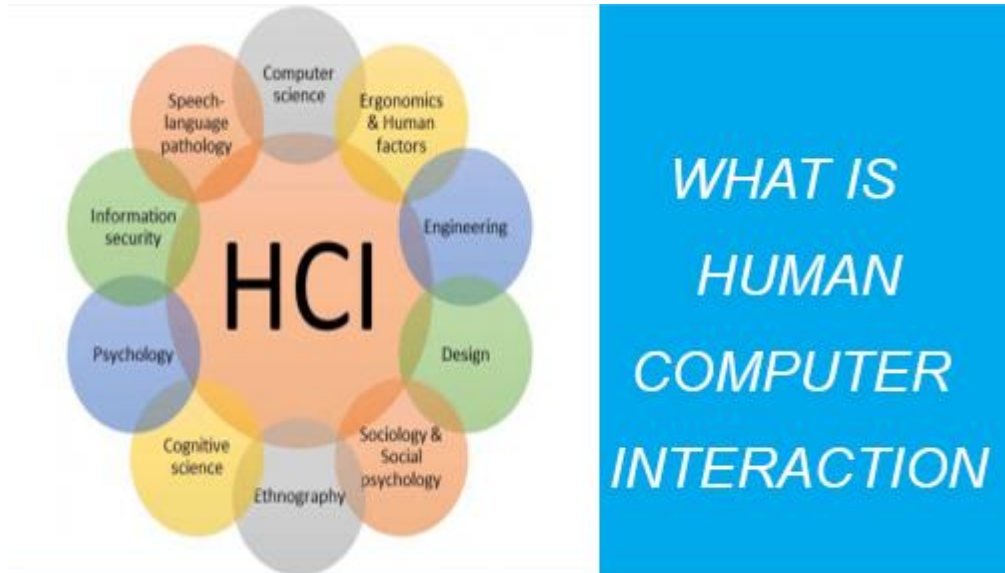 Computer
science
Ergonomics
& Human
factors
Engineering
Design
Sociology &
Social
psychology
Ethnography
Cognitive
science
Psychology
Information
security
Speech-
language
pathology
HCI
WHAT IS
HUMAN
COMPUTER
INTERACTION